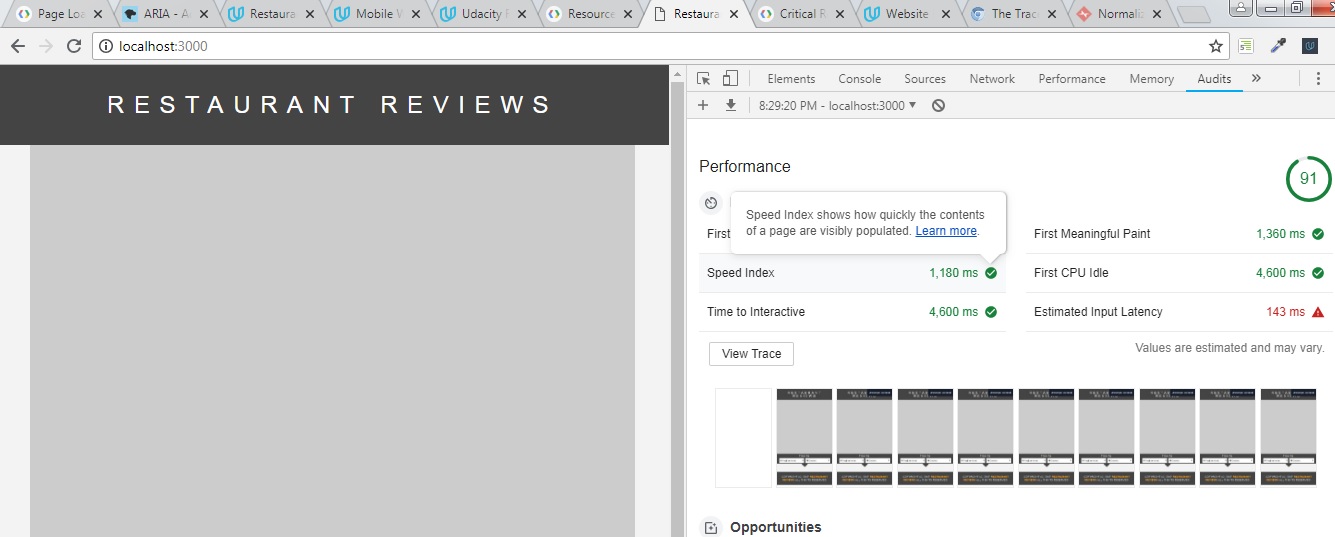 Page Loa
ARIA - A
Restaura
Mobile W
Udacity
Resource
Restaura
Critical R
Website
The Trac
Normali
localhost:3000
RESTAURANT REVIEWS
Elements Console Sources Network Performance Memory Audits
8:29:20 PM - localhost:3000
Performance
91
Speed Index shows how quickly the contents
of a page are visibly populated. Learn more.
First
First Meaningful Paint 1,360 ms
Speed Index 1,180 ms
First CPU Idle 4,600 ms
Time to Interactive 4,600 ms
Estimated Input Latency 143 ms
View Trace
Values are estimated and may vary.
Opportunities